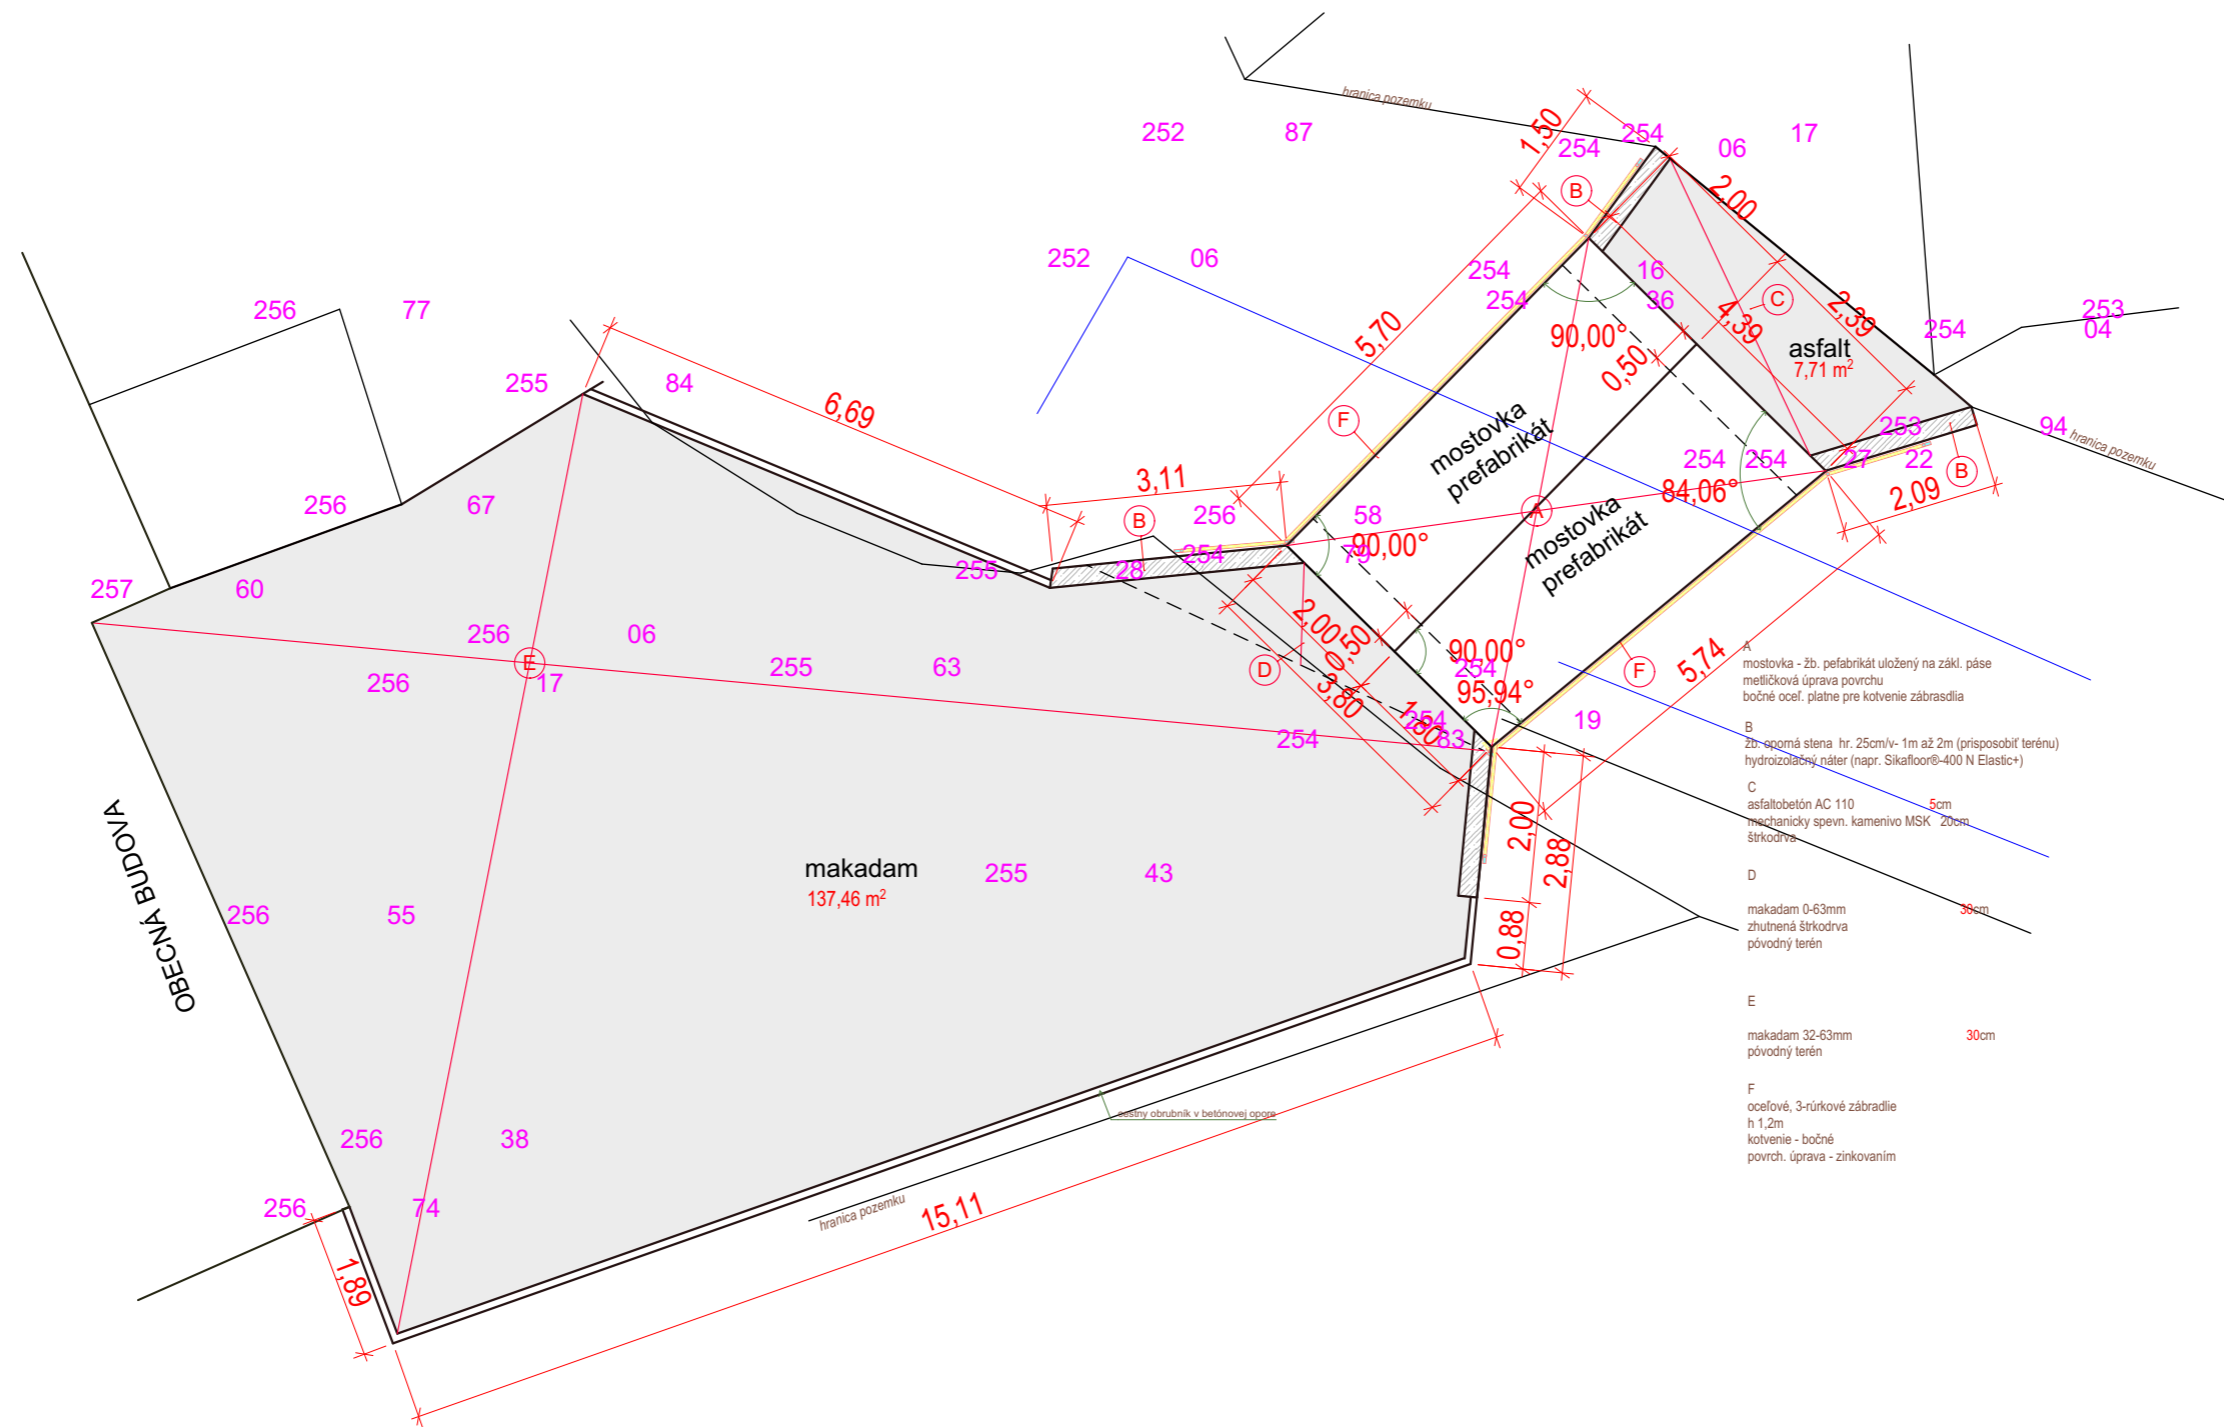 hranica pozemku
252 87
1,50
254
254
06
17
B
2,00
252 06
254
16
254
36
C
4,39
2,39
253
04
254
256 77
5,70
90,00°
0,50
asfalt
7,71 m²
255 84
6,69
F
mostovka
prefabrikát
253
94
hranica pozemku
254
254
27
22
B
2,09
84,06°
3,11
B
256
58
A
mostovka
prefabrikát
256 67
254
79
90,00°
255
28
257 60
2,00
0,50
90,00°
254
5,74
256 06
E
256
17
255 63
D
3,80
95,94°
F
254
1,80
83
19
254
A
mostovka - žb. pefabrikát uložený na zákl. páse
metličková úprava povrchu
bočné oceľ. platne pre kotvenie zábrasdlia
B
žb. oporná stena hr. 25cm/v- 1m až 2m (prisposobiť terénu)
hydroizolačný náter (napr. Sikafloor®-400 N Elastic+)
C
asfaltobetón AC 110 5cm
mechanicky spevn. kamenivo MSK 20cm
štrkodrva
D
makadam 0-63mm 30cm
zhutnená štrkodrva
póvodný terén
E
makadam 32-63mm 30cm
póvodný terén
F
oceľové, 3-rúrkové zábradlie
h 1,2m
kotvenie - bočné
povrch. úprava - zinkovaním
2,00
2,88
0,88
OBECNÁ BUDOVA
makadam
137,46 m²
255 43
256 55
cestny obrubník v betónovej opore
256 38
256 74
hranica pozemku
15,11
1,89